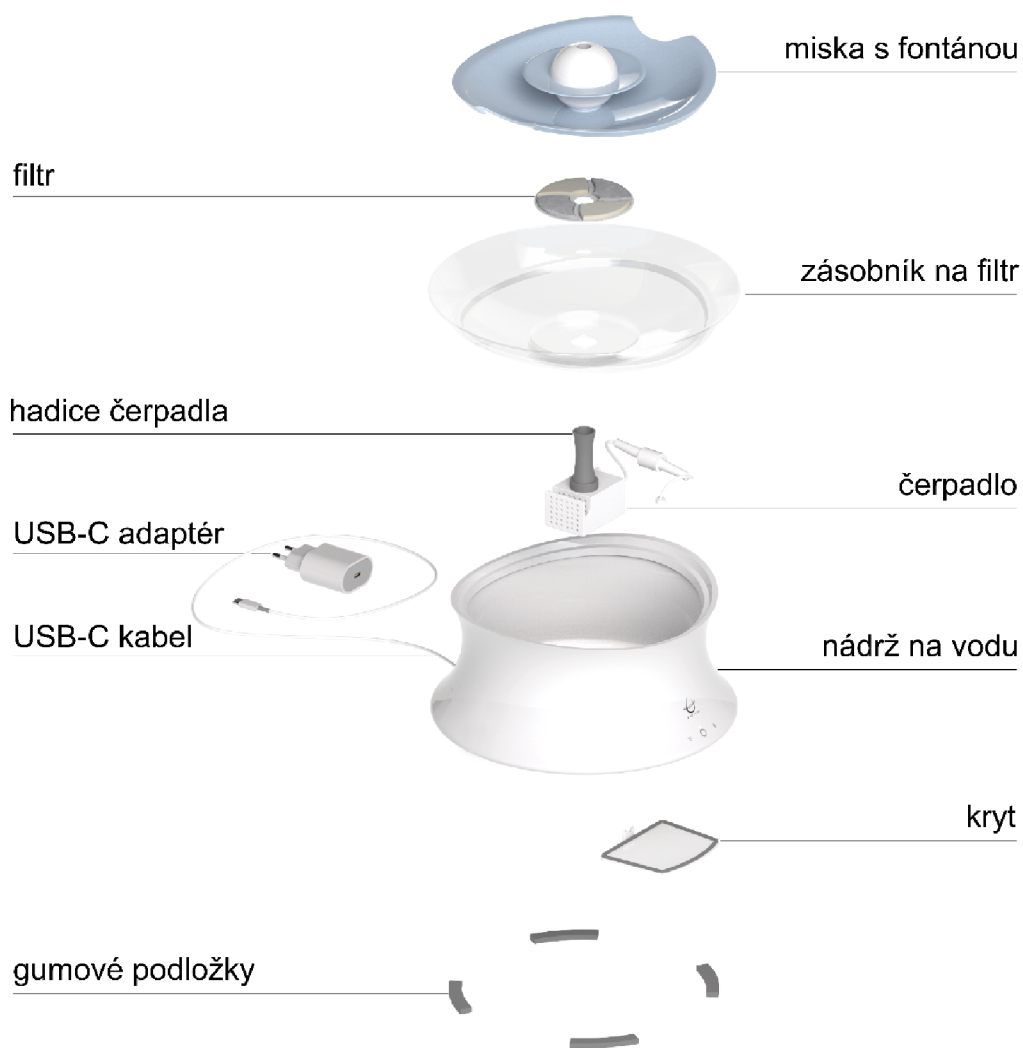 miska s fontánou
filtr
zásobník na filtr
hadice čerpadla
čerpadlo
USB-C adaptér
USB-C kabel
nádrž na vodu
kryt
gumové podložky